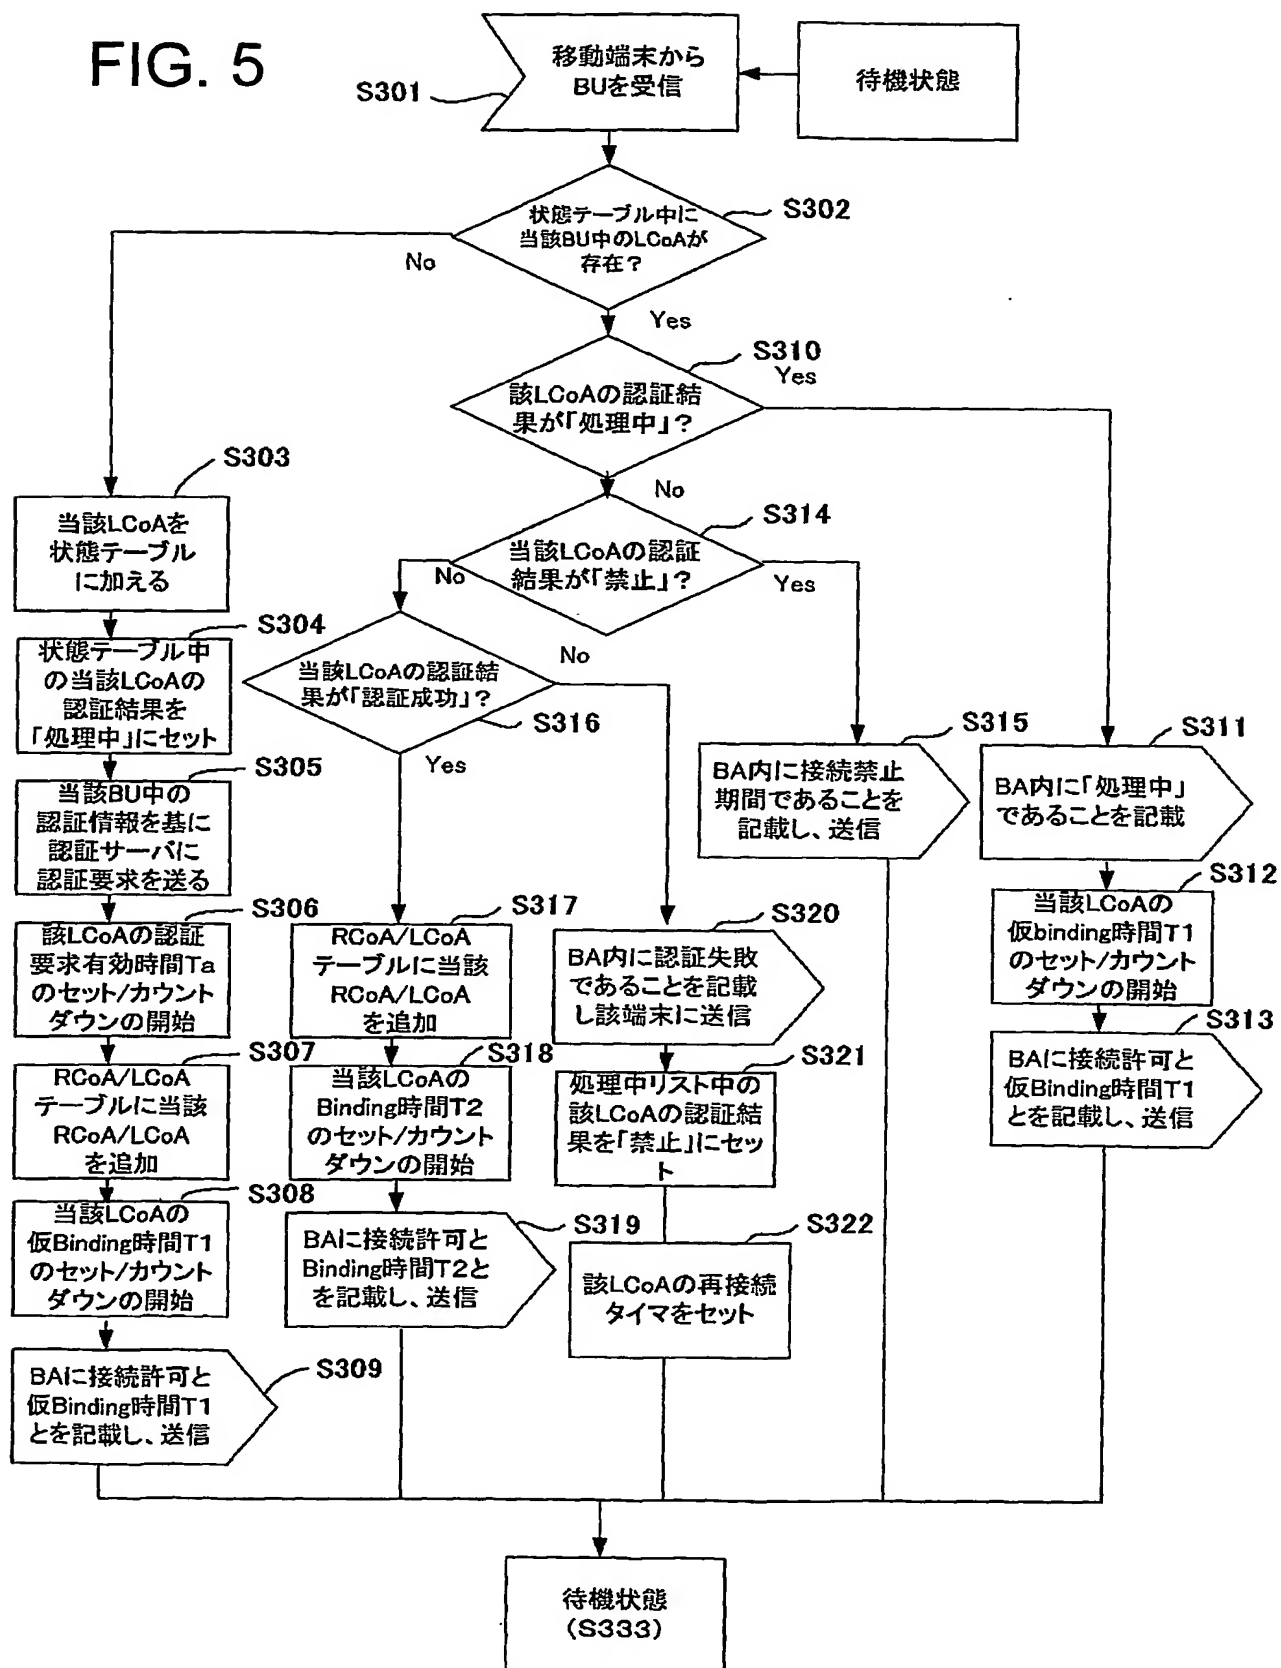 FIG. 5
移動端末から
BUを受信
待機状態
S301
状態テーブル中に
当該BU中のLCoAが
存在？
S302
No
Yes
該LCoAの認証結
果が「処理中」？
S310
Yes
No
S303
当該LCoAを
状態テーブル
に加える
当該LCoAの認証
結果が「禁止」？
S314
No
Yes
S304
状態テーブル中
の当該LCoAの
認証結果を
「処理中」にセット
当該LCoAの認証結
果が「認証成功」？
No
S316
Yes
S305
当該BU中の
認証情報を基に
認証サーバに
認証要求を送る
S315
BA内に接続禁止
期間であることを
記載し、送信
S311
BA内に「処理中」
であることを記載
S306
該LCoAの認証
要求有効時間Ta
のセット/カウント
ダウンの開始
S317
RCoA/LCoA
テーブルに当該
RCoA/LCoA
を追加
S320
BA内に認証失敗
であることを記載
し該端末に送信
S312
当該LCoAの
仮binding時間T1
のセット/カウント
ダウンの開始
S307
RCoA/LCoA
テーブルに当該
RCoA/LCoA
を追加
S318
当該LCoAの
Binding時間T2
のセット/カウント
ダウンの開始
S321
処理中リスト中の
該LCoAの認証結
果を「禁止」にセッ
ト
S313
BAに接続許可と
仮Binding時間T1
とを記載し、送信
S308
当該LCoAの
仮Binding時間T1
のセット/カウント
ダウンの開始
S319
BAに接続許可と
Binding時間T2と
を記載し、送信
S322
該LCoAの再接続
タイマをセット
S309
BAに接続許可と
仮Binding時間T1
とを記載し、送信
待機状態
(S333)